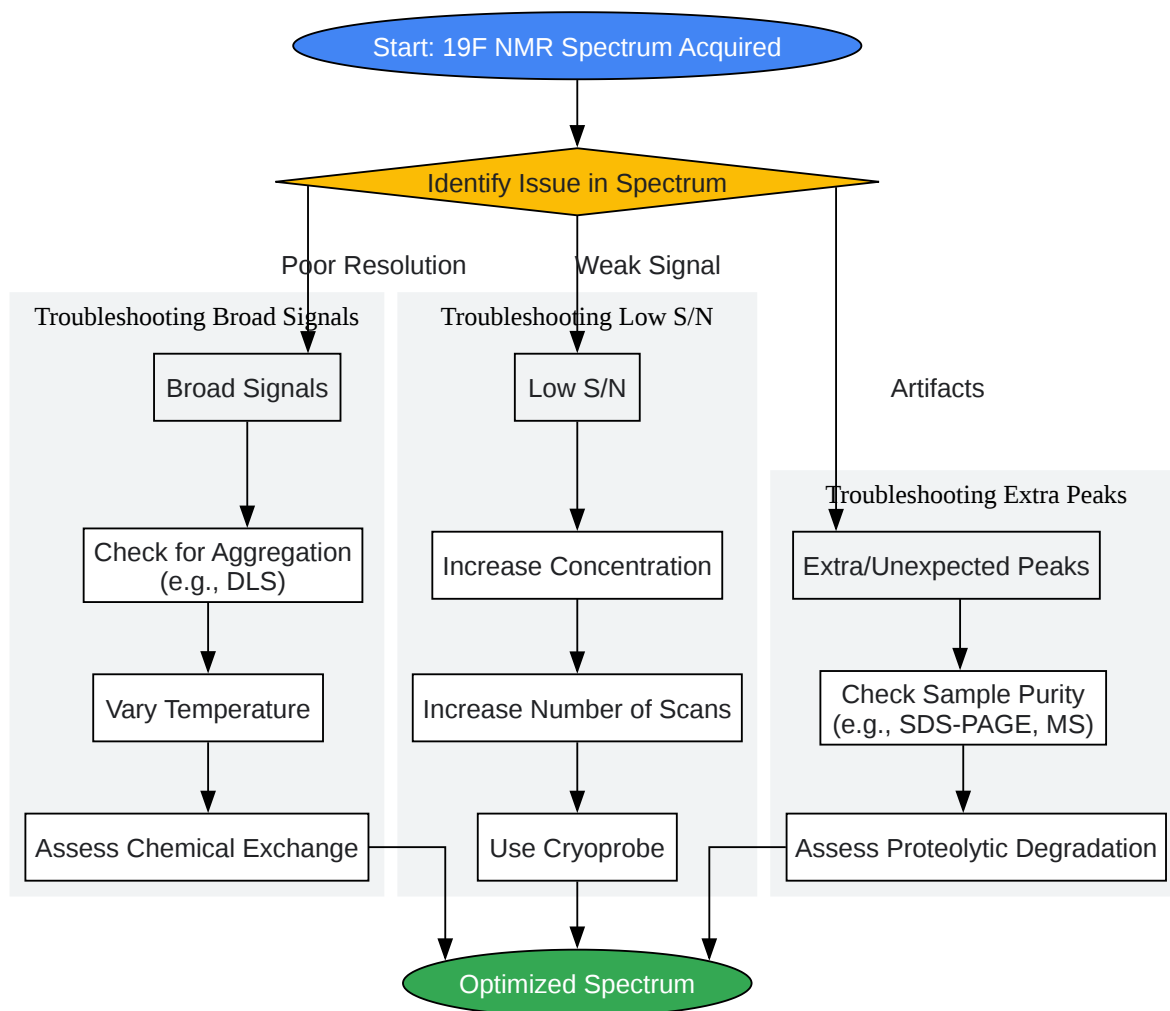 Start: 19F NMR Spectrum Acquired
Identify Issue in Spectrum
Poor Resolution
Weak Signal
Artifacts
Troubleshooting Broad Signals
Broad Signals
Check for Aggregation
(e.g., DLS)
Vary Temperature
Assess Chemical Exchange
Troubleshooting Low S/N
Low S/N
Increase Concentration
Increase Number of Scans
Use Cryoprobe
Troubleshooting Extra Peaks
Extra/Unexpected Peaks
Check Sample Purity
(e.g., SDS-PAGE, MS)
Assess Proteolytic Degradation
Optimized Spectrum